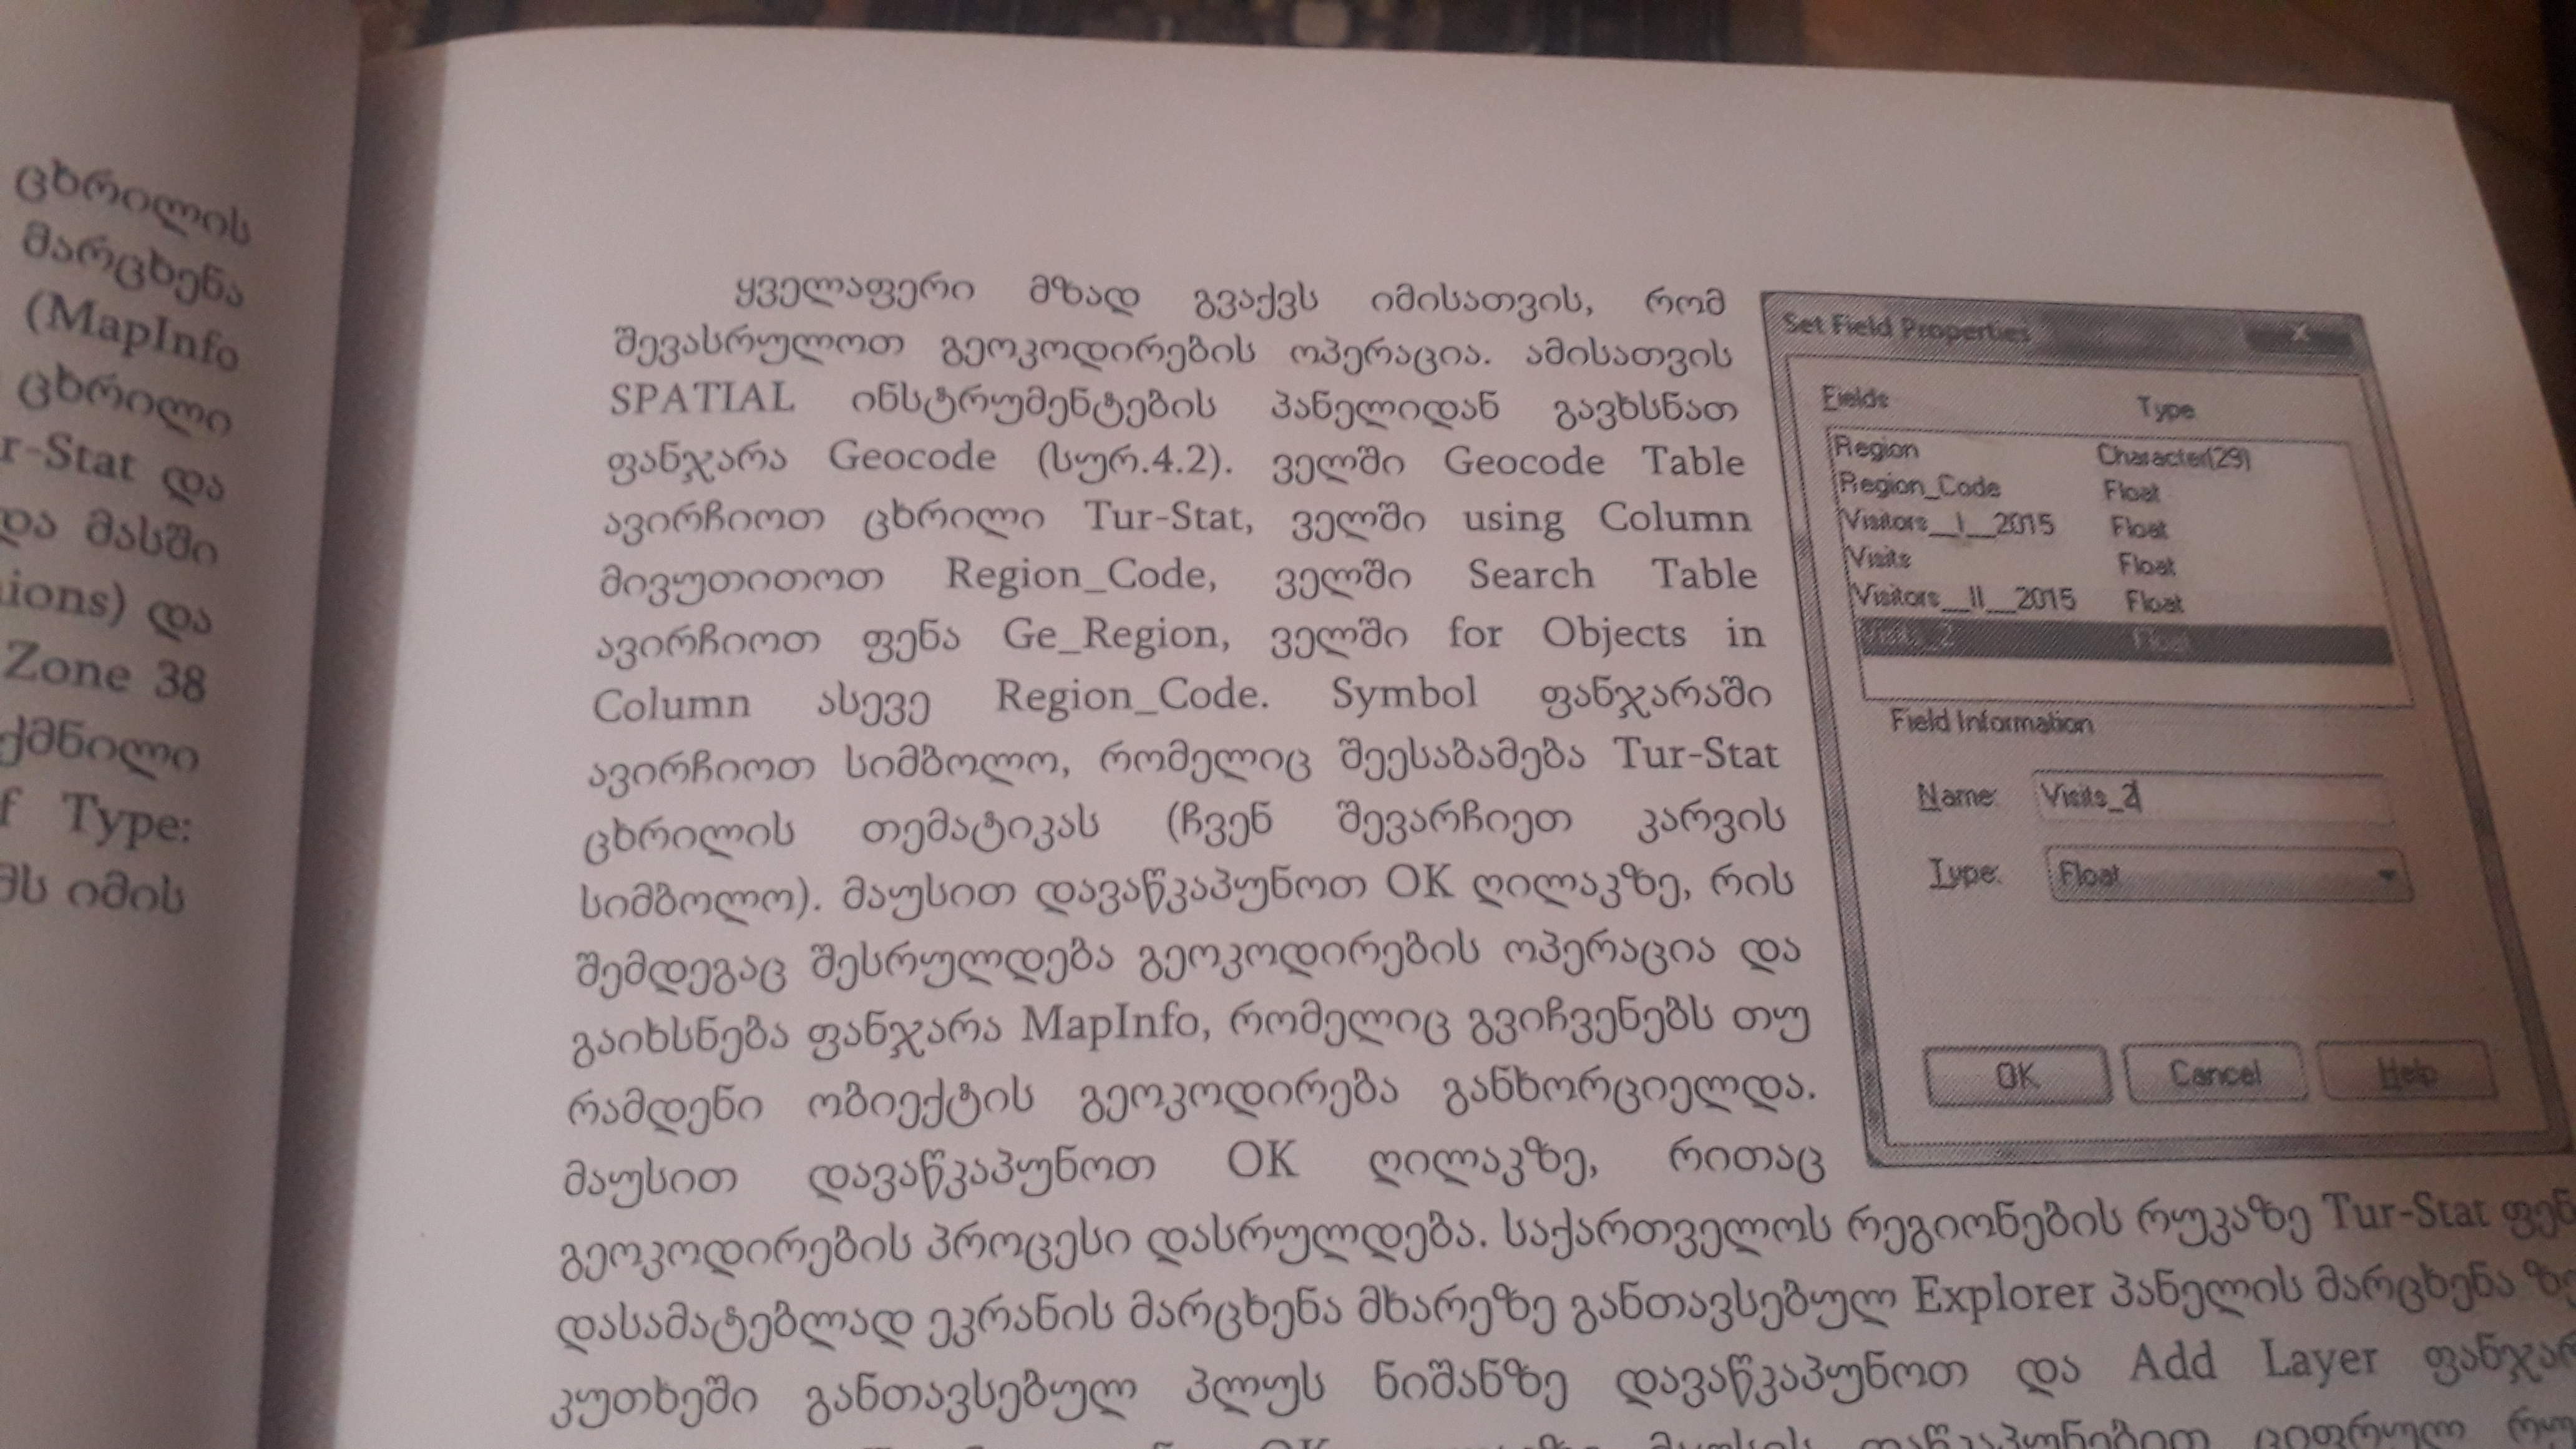 ცხრილის
მარცხენა
(MapInfo
ცხრილი
r-Stat და
და მასში
ions) და
Zone 38
ქმნილი
f Type:
მს იმის
ყველაფერი მზად გვაქვს იმისათვის, რომ
შევასრულოთ გეოკოდირების ოპერაცია. ამისათვის
SPATIAL ინსტრუმენტების პანელიდან გავხსნათ
ფანჯარა Geocode (სურ.4.2). ველში Geocode Table
ავირჩიოთ ცხრილი Tur-Stat, ველში using Column
მივუთითოთ Region_Code, ველში Search Table
ავირჩიოთ ფენა Ge_Region, ველში for Objects in
Column ასევე Region_Code. Symbol ფანჯარაში
ავირჩიოთ სიმბოლო, რომელიც შეესაბამება Tur-Stat
ცხრილის თემატიკას (ჩვენ შევარჩიეთ კარვის
სიმბოლო). მაუსით დავაწკაპუნოთ OK ღილაკზე, რის
შემდეგაც შესრულდება გეოკოდირების ოპერაცია და
გაიხსნება ფანჯარა MapInfo, რომელიც გვიჩვენებს თუ
რამდენი ობიექტის გეოკოდირება განხორციელდა.
მაუსით დავაწკაპუნოთ OK ღილაკზე, რითაც
გეოკოდირების პროცესი დასრულდება. საქართველოს რეგიონების რუკაზე Tur-Stat ფენ
დასამატებლად ეკრანის მარცხენა მხარეზე განთავსებულ Explorer პანელის მარცხენა ზე
კუთხეში განთავსებულ პლუს ნიშანზე დავაწკაპუნოთ და Add Layer ფანჯარ
Set Field Properties
Fields Type
Region Character(29)
Region_Code Float
Visitors__I__2015 Float
Visits Float
Visitors__II__2015 Float
Visits_2 Float
Field Information
Name: Visits_2
Type: Float
OK Cancel Help